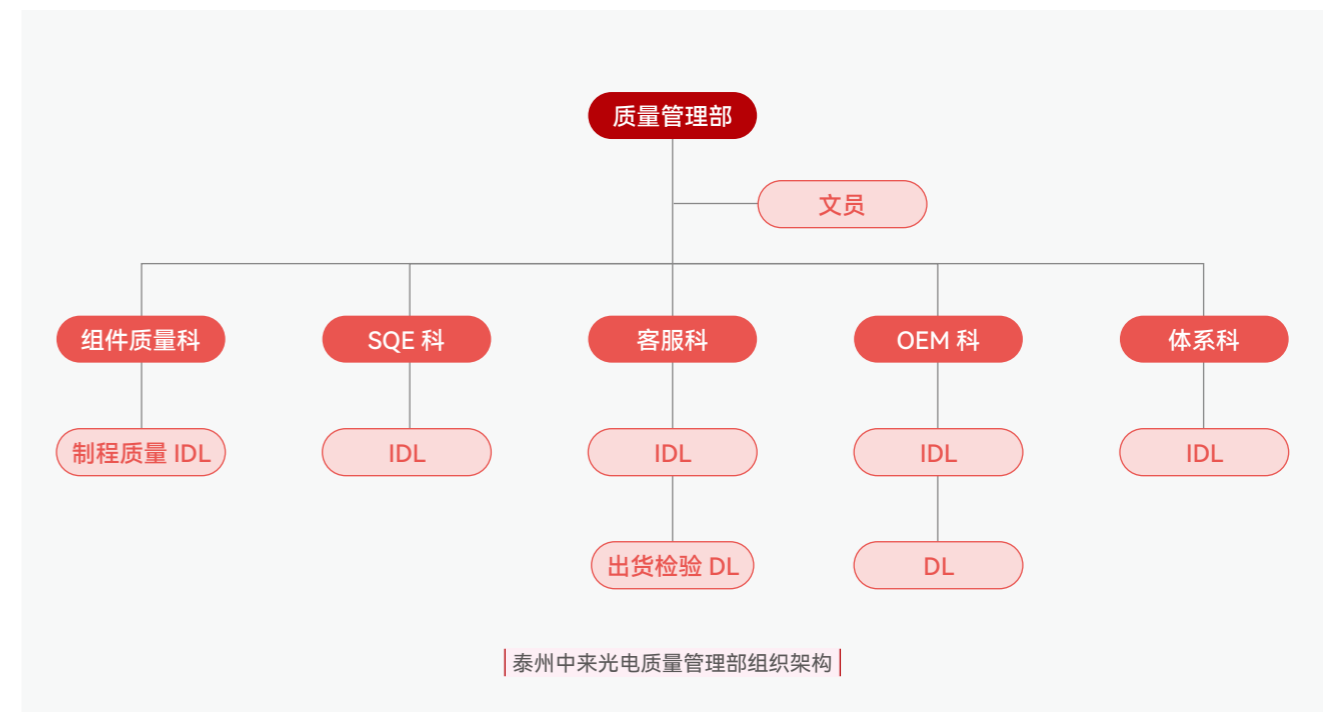 质量管理部
文员
组件质量科
SQE 科
客服科
OEM 科
体系科
制程质量 IDL
IDL
IDL
IDL
IDL
出货检验 DL
DL
泰州中来光电质量管理部组织架构